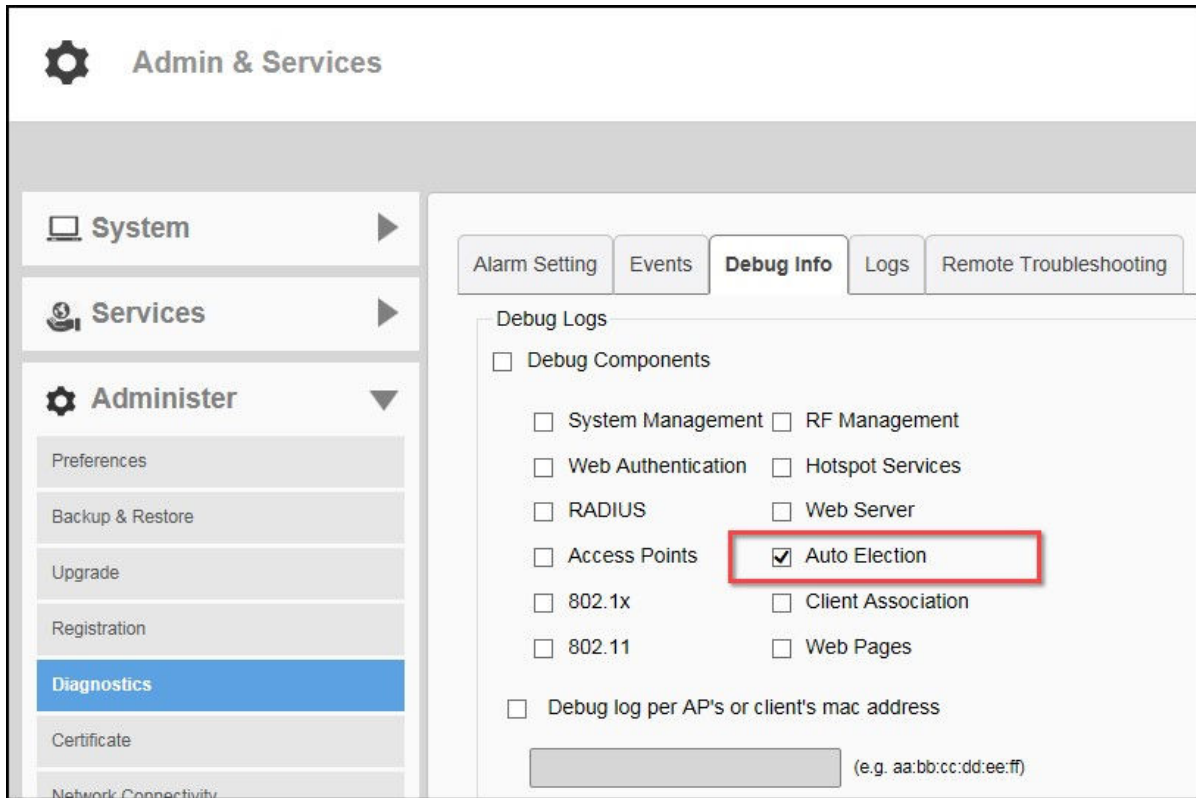 Admin & Services
System
Services
Administer
Preferences
Backup & Restore
Upgrade
Registration
Diagnostics
Certificate
Network Connectivity
Alarm Setting Events Debug Info Logs Remote Troubleshooting
Debug Logs
Debug Components
System Management RF Management
Web Authentication Hotspot Services
RADIUS Web Server
Access Points Auto Election
802.1x Client Association
802.11 Web Pages
Debug log per AP's or client's mac address
(e.g. aa:bb:cc:dd:ee:ff)